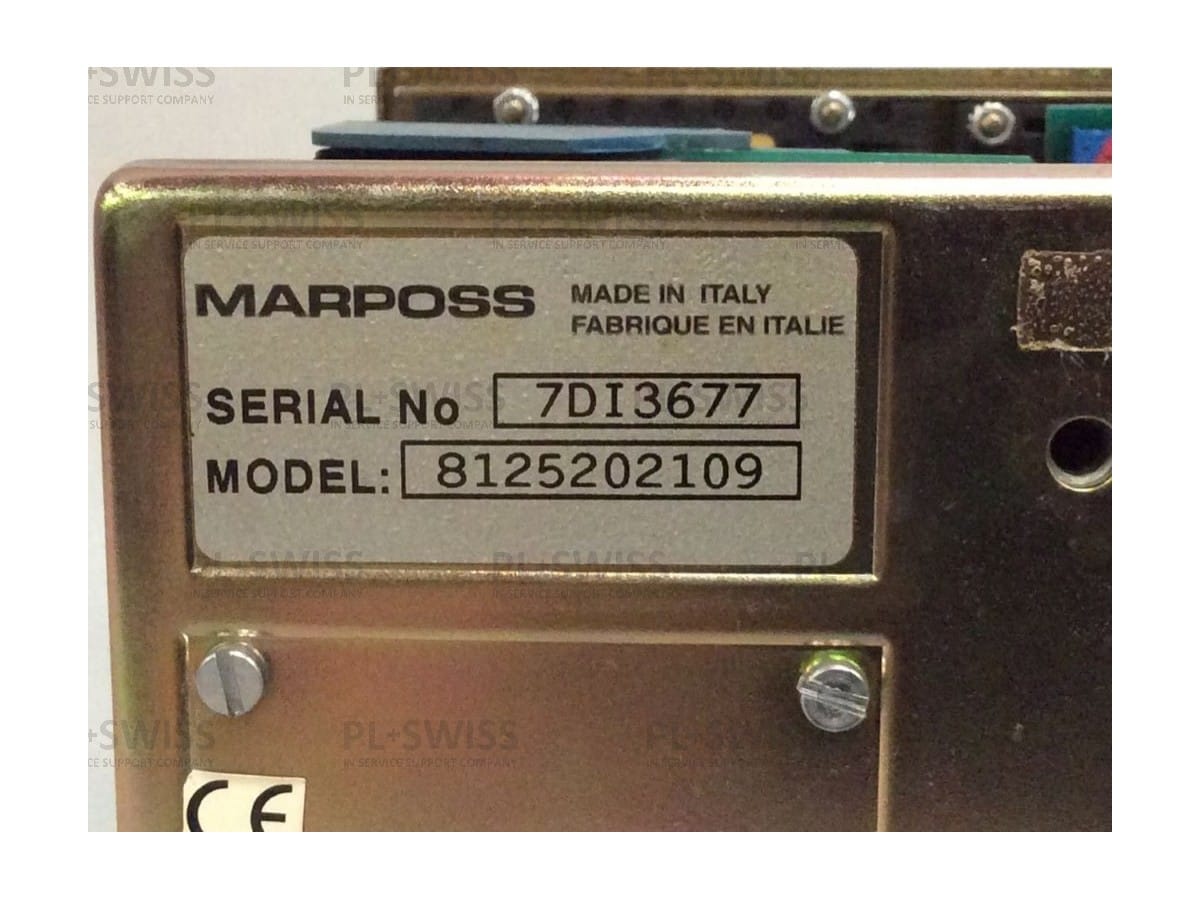 MARPOSS
MADE IN ITALY
FABRIQUE EN ITALIE
SERIAL No 7DI3677
MODEL: 8125202109
CE
PL+SWISS
IN SERVICE SUPPORT COMPANY